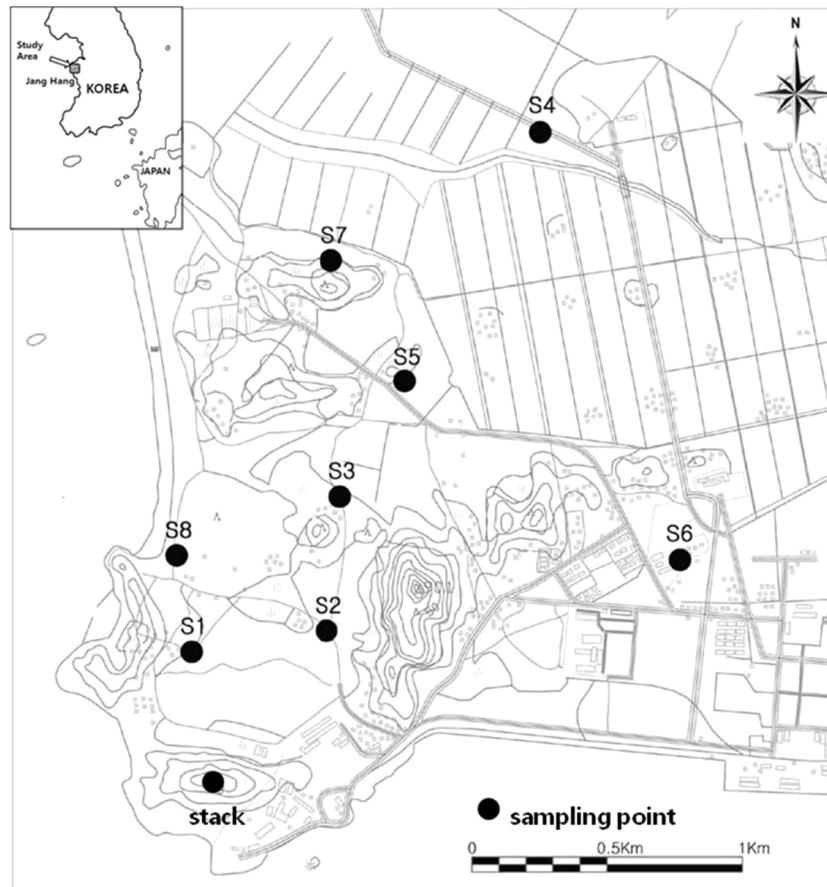 Study
Area
Jang Hang
KOREA
JAPAN
N
S4
S7
S5
S3
S8
S6
S2
S1
stack
sampling point
0 0.5Km 1Km